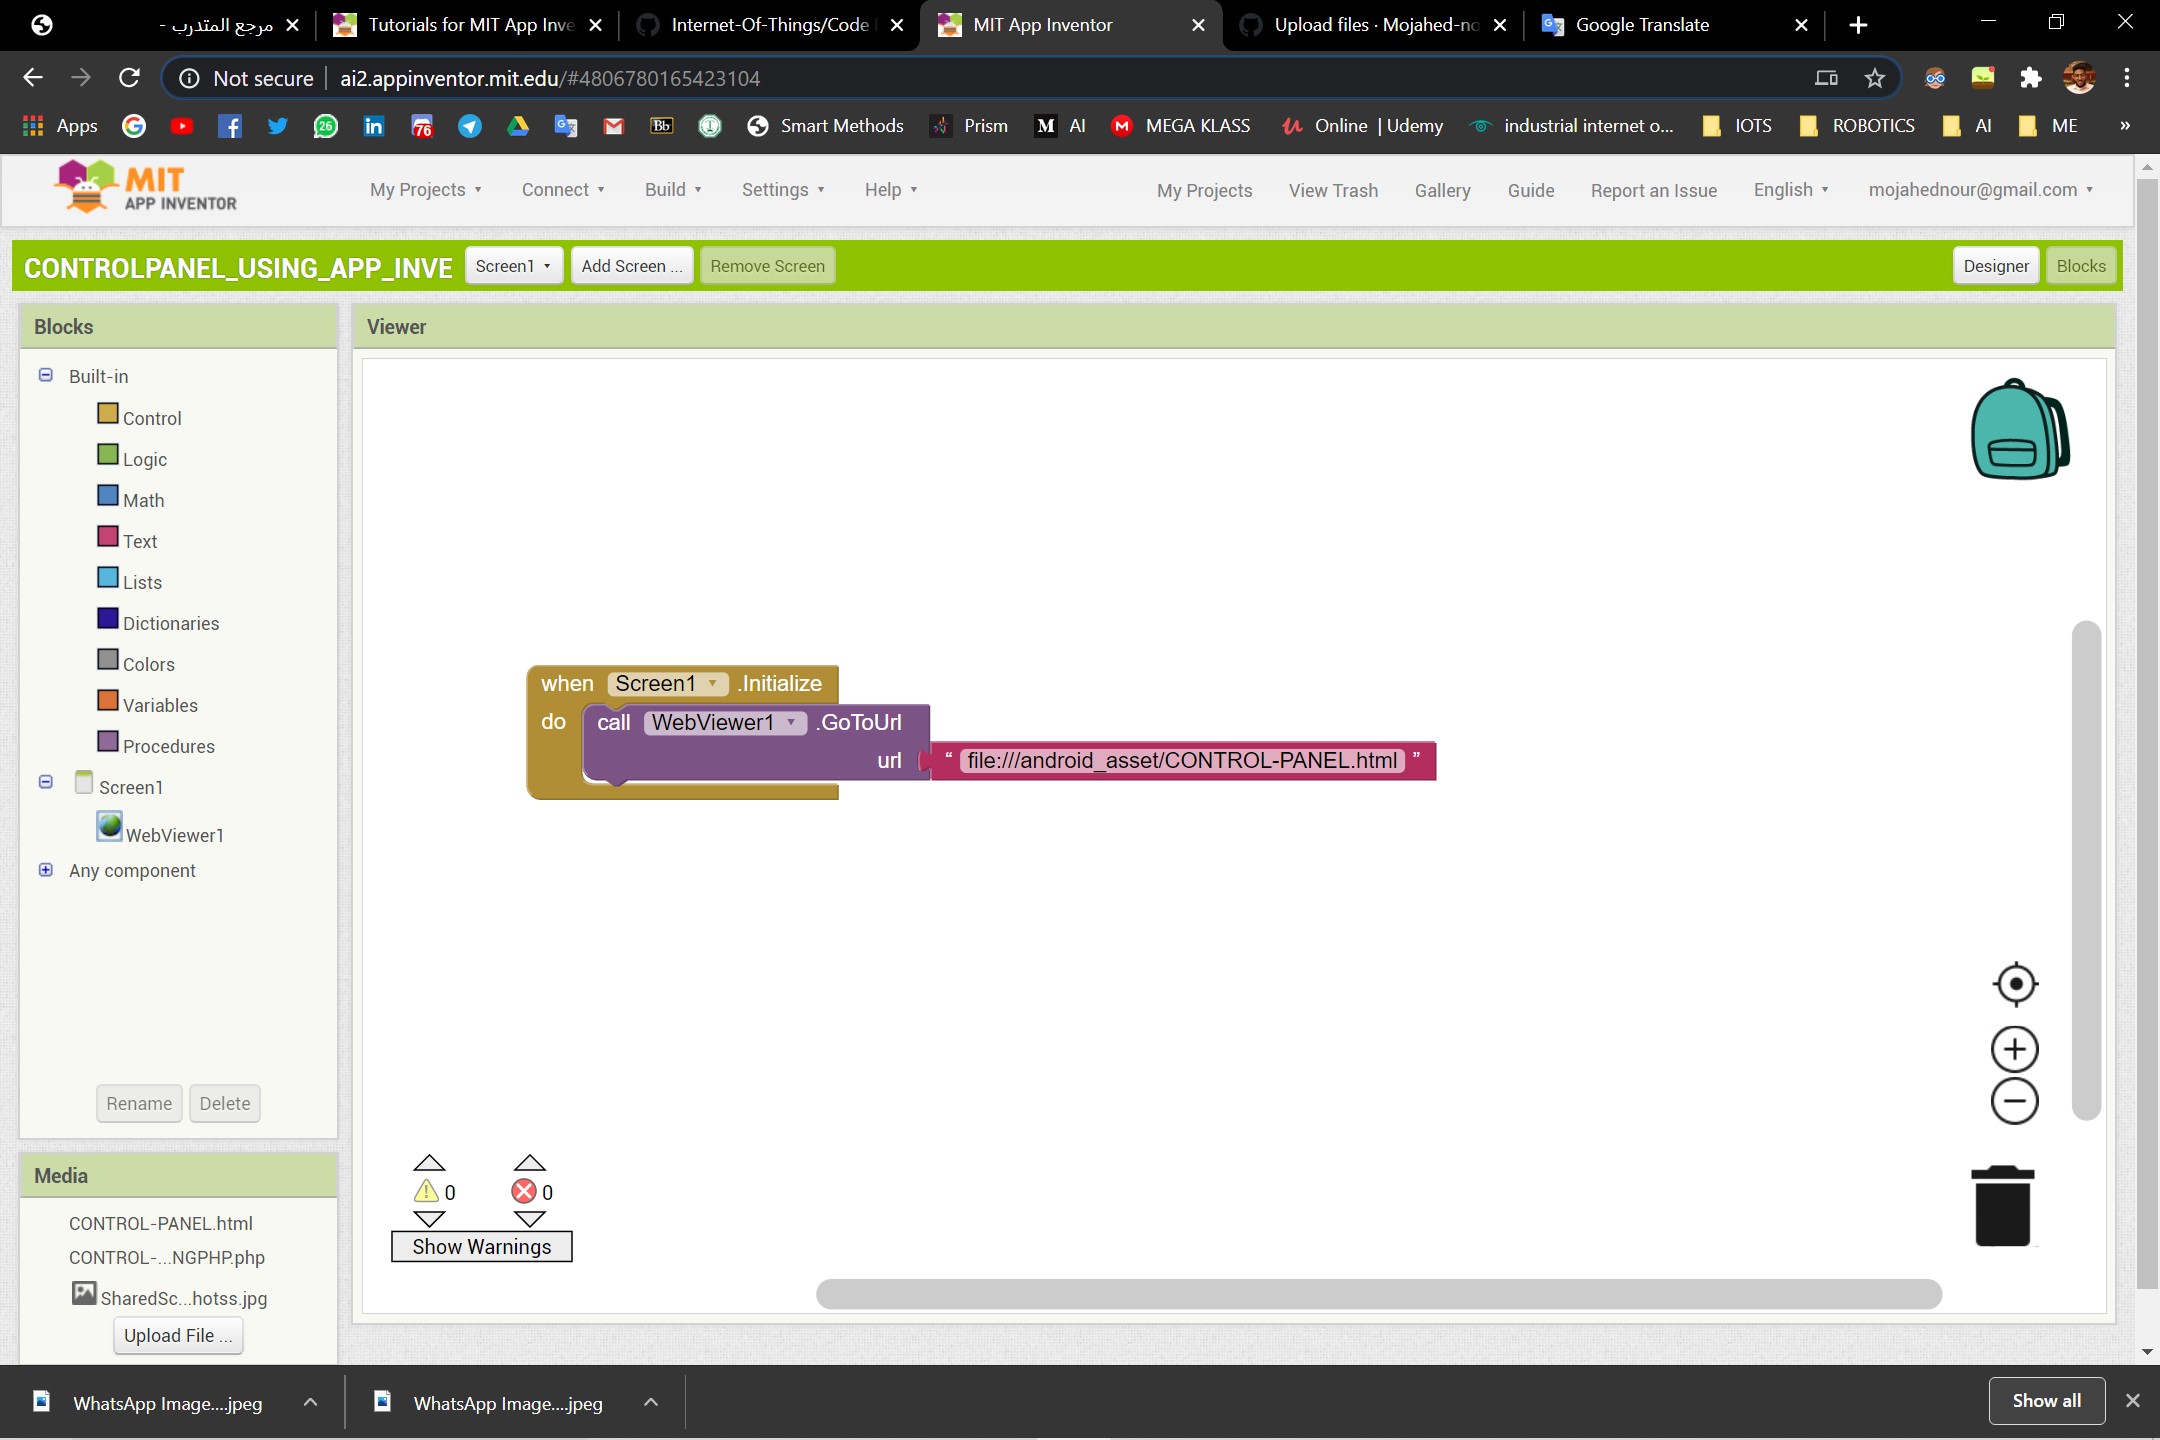 مرجع المتدرب -
Tutorials for MIT App Inve
Internet-Of-Things/Code
MIT App Inventor
Upload files · Mojahed-no
Google Translate
Not secure
ai2.appinventor.mit.edu/#4806780165423104
Apps
26
76
Bb
Smart Methods
Prism
M
AI
MEGA KLASS
Online | Udemy
industrial internet o...
IOTS
ROBOTICS
AI
ME
»
MIT
APP INVENTOR
My Projects
Connect
Build
Settings
Help
My Projects
View Trash
Gallery
Guide
Report an Issue
English
mojahednour@gmail.com
CONTROLPANEL_USING_APP_INVE
Screen1
Add Screen ...
Remove Screen
Designer
Blocks
Blocks
Built-in
Control
Logic
Math
Text
Lists
Dictionaries
Colors
Variables
Procedures
Screen1
WebViewer1
Any component
Rename
Delete
Media
CONTROL-PANEL.html
CONTROL-...NGPHP.php
SharedSc...hotss.jpg
Upload File ...
Viewer
when Screen1 .Initialize
do call WebViewer1 .GoToUrl
url “ file:///android_asset/CONTROL-PANEL.html ”
0
0
Show Warnings
WhatsApp Image....jpeg
WhatsApp Image....jpeg
Show all